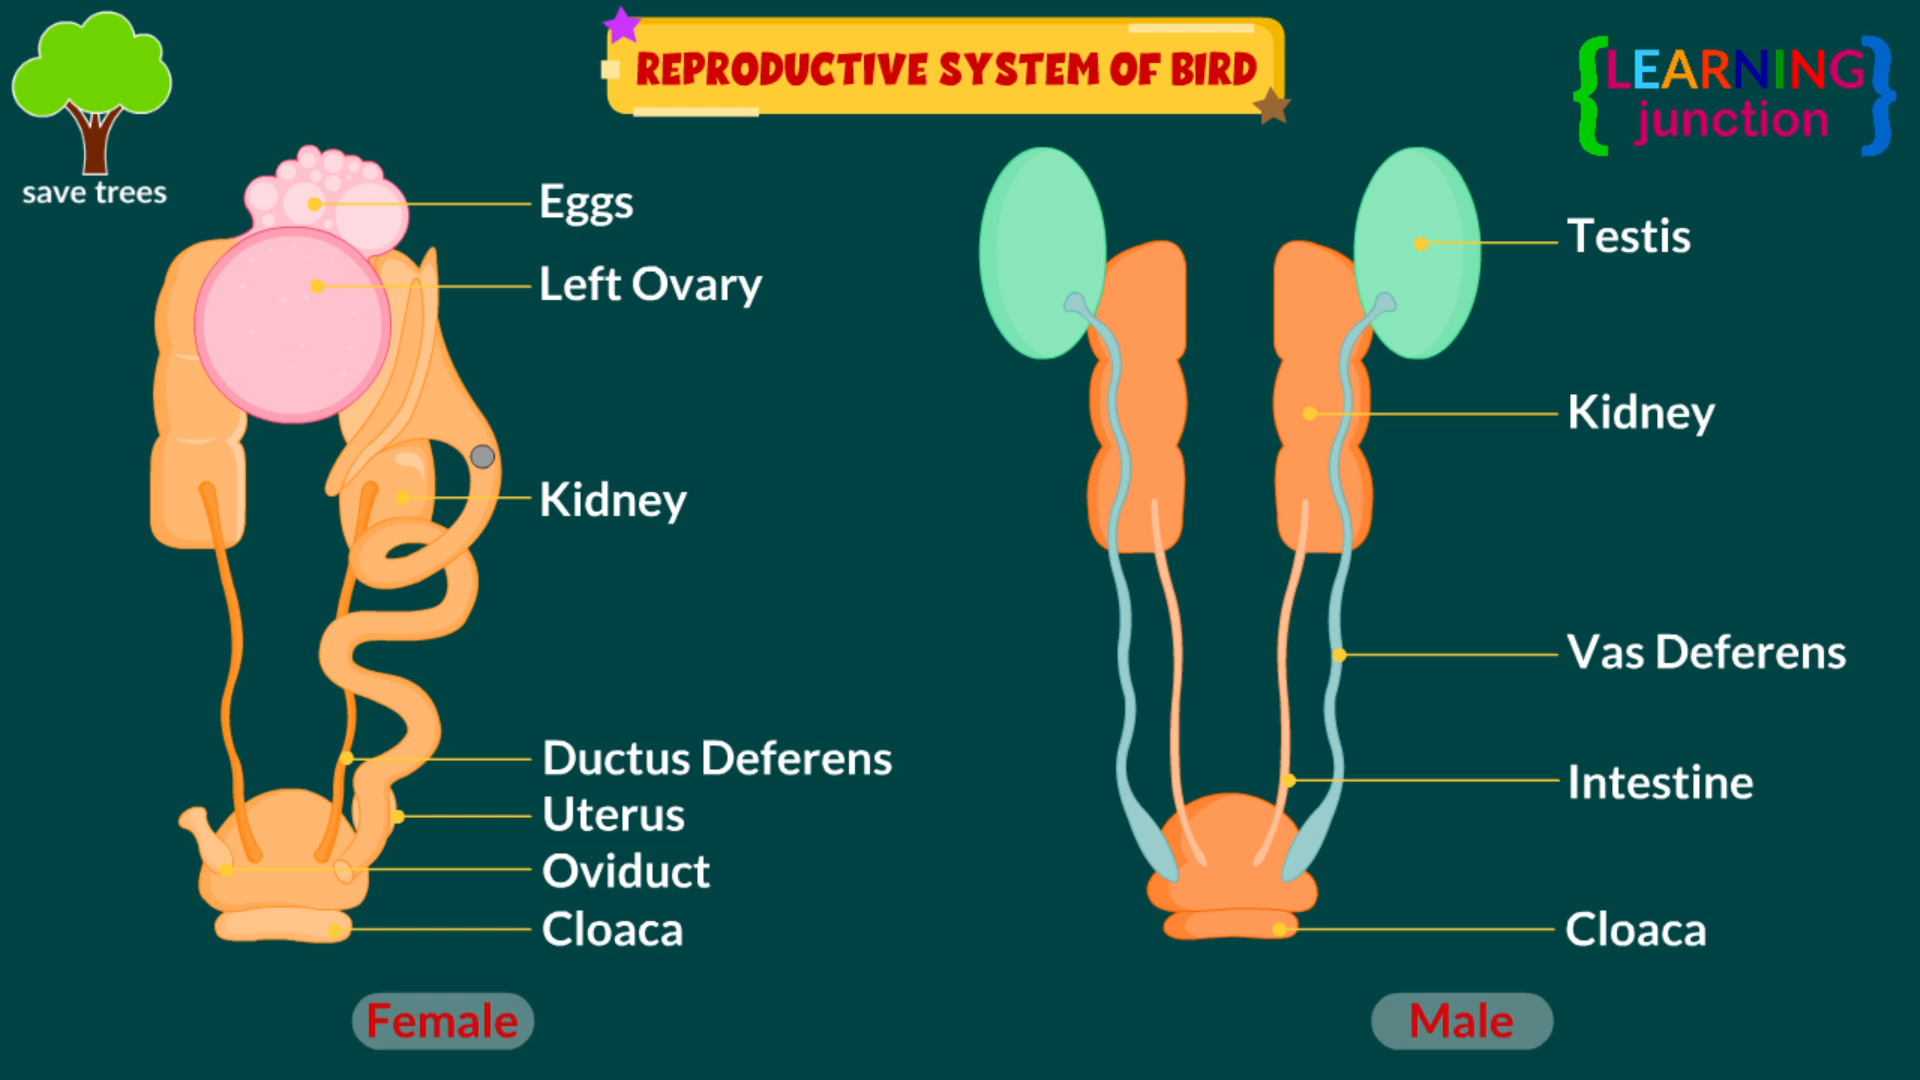 REPRODUCTIVE SYSTEM OF BIRD
LEARNING
junction
save trees
Eggs
Left Ovary
Kidney
Ductus Deferens
Uterus
Oviduct
Cloaca
Female
Testis
Kidney
Vas Deferens
Intestine
Cloaca
Male